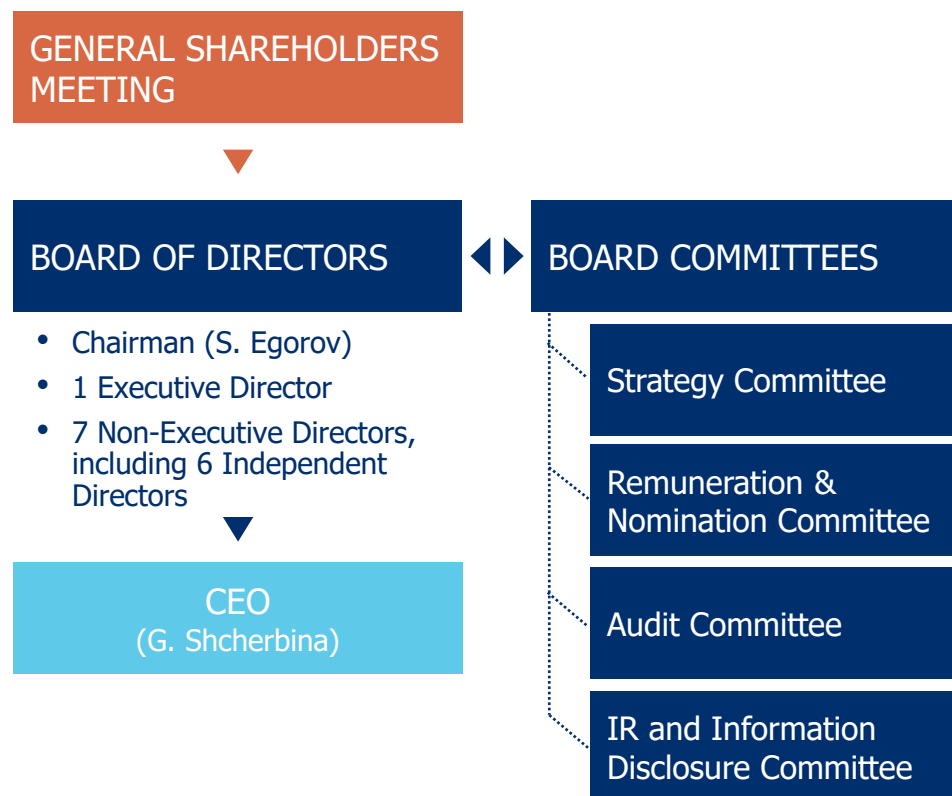 GENERAL SHAREHOLDERS
MEETING
BOARD OF DIRECTORS
• Chairman (S. Egorov)
• 1 Executive Director
• 7 Non-Executive Directors,
including 6 Independent
Directors
CEO
(G. Shcherbina)
BOARD COMMITTEES
Strategy Committee
Remuneration &
Nomination Committee
Audit Committee
IR and Information
Disclosure Committee